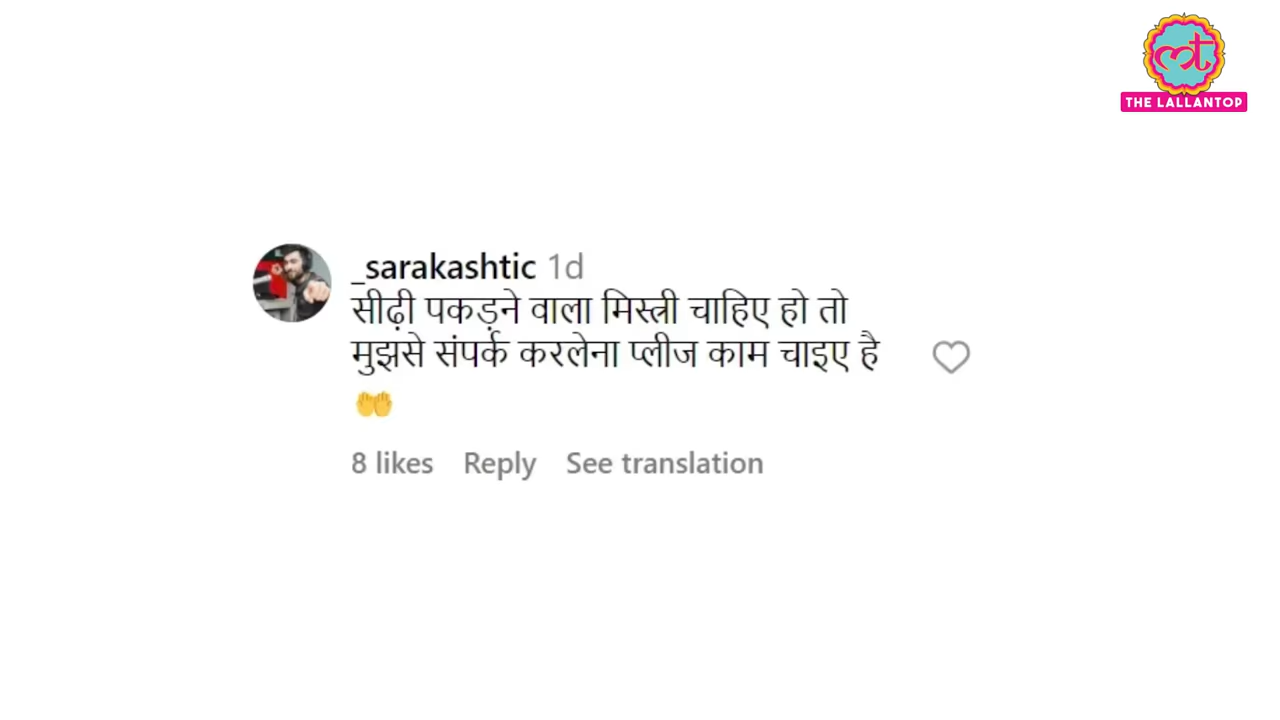 THE LALLANTOP
_sarakashtic 1d
सीढ़ी पकड़ने वाला मिस्त्री चाहिए हो तो
मुझसे संपर्क करलेना प्लीज काम चाइए है
🤲
8 likes Reply See translation